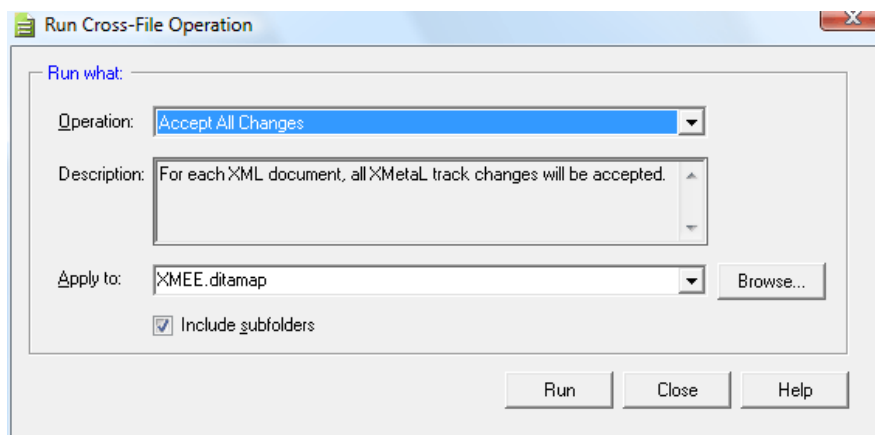 Run Cross-File Operation
Run what:
Operation: Accept All Changes
Description: For each XML document, all XMetaL track changes will be accepted.
Apply to: XMEE.ditamap Browse...
Include subfolders
Run Close Help